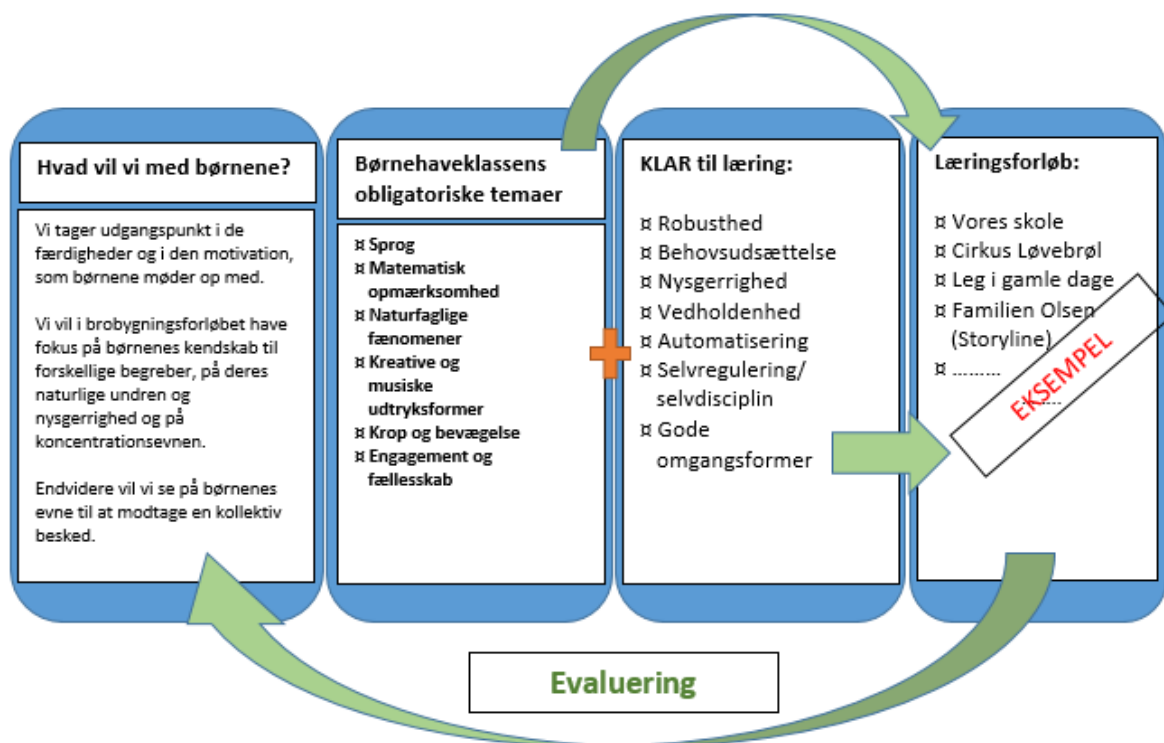 Hvad vil vi med børnene?
Vi tager udgangspunkt i de
færdigheder og i den motivation,
som børnene møder op med.
Vi vil i brobygningsforløbet have
fokus på børnenes kendskab til
forskellige begreber, på deres
naturlige undren og
nysgerrighed og på
koncentrationsevnen.
Endvidere vil vi se på børnenes
evne til at modtage en kollektiv
besked.
Børnehaveklassens
obligatoriske temaer
¤ Sprog
¤ Matematisk
opmærksomhed
¤ Naturfaglige
fænomener
¤ Kreative og
musiske
udtryksformer
¤ Krop og bevægelse
¤ Engagement og
fællesskab
KLAR til læring:
¤ Robusthed
¤ Behovsudsættelse
¤ Nysgerrighed
¤ Vedholdenhed
¤ Automatisering
¤ Selvregulering/
selvdisciplin
¤ Gode
omgangsformer
Læringsforløb:
¤ Vores skole
¤ Cirkus Løvebrøl
¤ Leg i gamle dage
¤ Familien Olsen
(Storyline)
¤ .........
EKSEMPEL
Evaluering